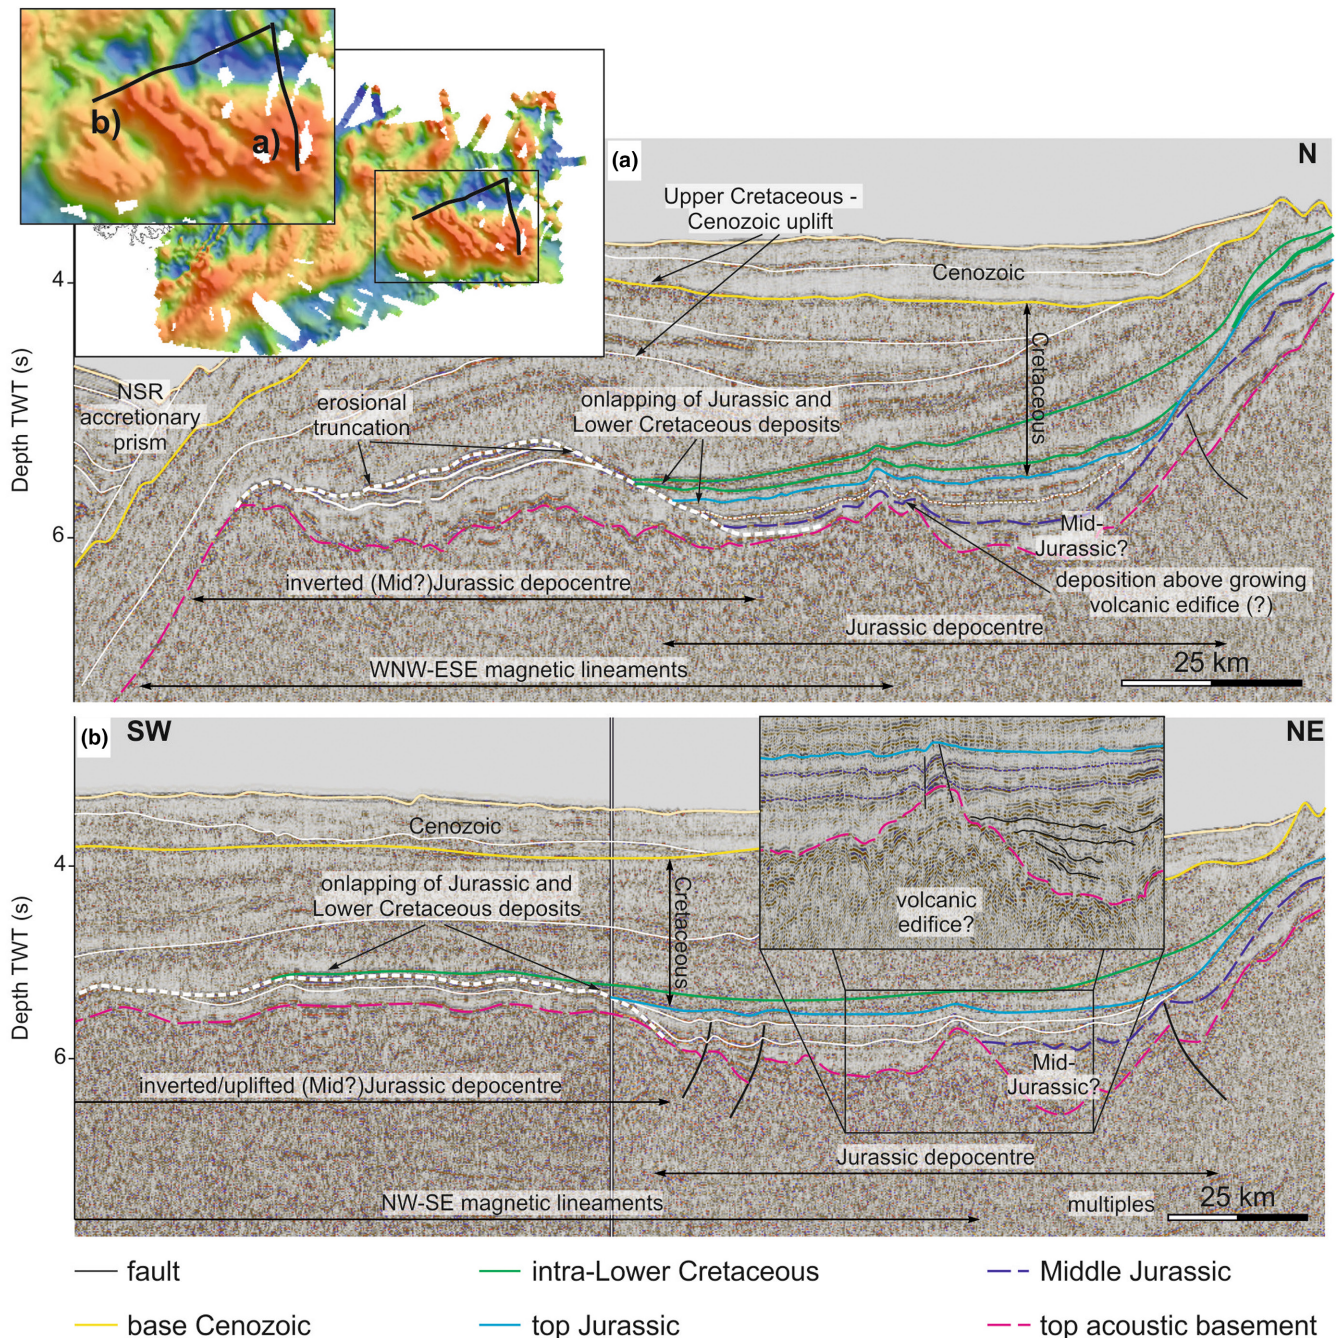 b)
a)
(a)
N
Upper Cretaceous -
Cenozoic uplift
Cenozoic
4
Cretaceous
NSR
accretionary
prism
erosional
truncation
onlapping of Jurassic and
Lower Cretaceous deposits
Depth TWT (s)
6
Mid-
Jurassic?
inverted (Mid?)Jurassic depocentre
deposition above growing
volcanic edifice (?)
Jurassic depocentre
WNW-ESE magnetic lineaments
25 km
(b)
SW
NE
Cenozoic
4
onlapping of Jurassic and
Lower Cretaceous deposits
Cretaceous
volcanic
edifice?
Depth TWT (s)
6
Mid-
Jurassic?
inverted/uplifted (Mid?)Jurassic depocentre
Jurassic depocentre
NW-SE magnetic lineaments
multiples
25 km
fault
intra-Lower Cretaceous
Middle Jurassic
base Cenozoic
top Jurassic
top acoustic basement